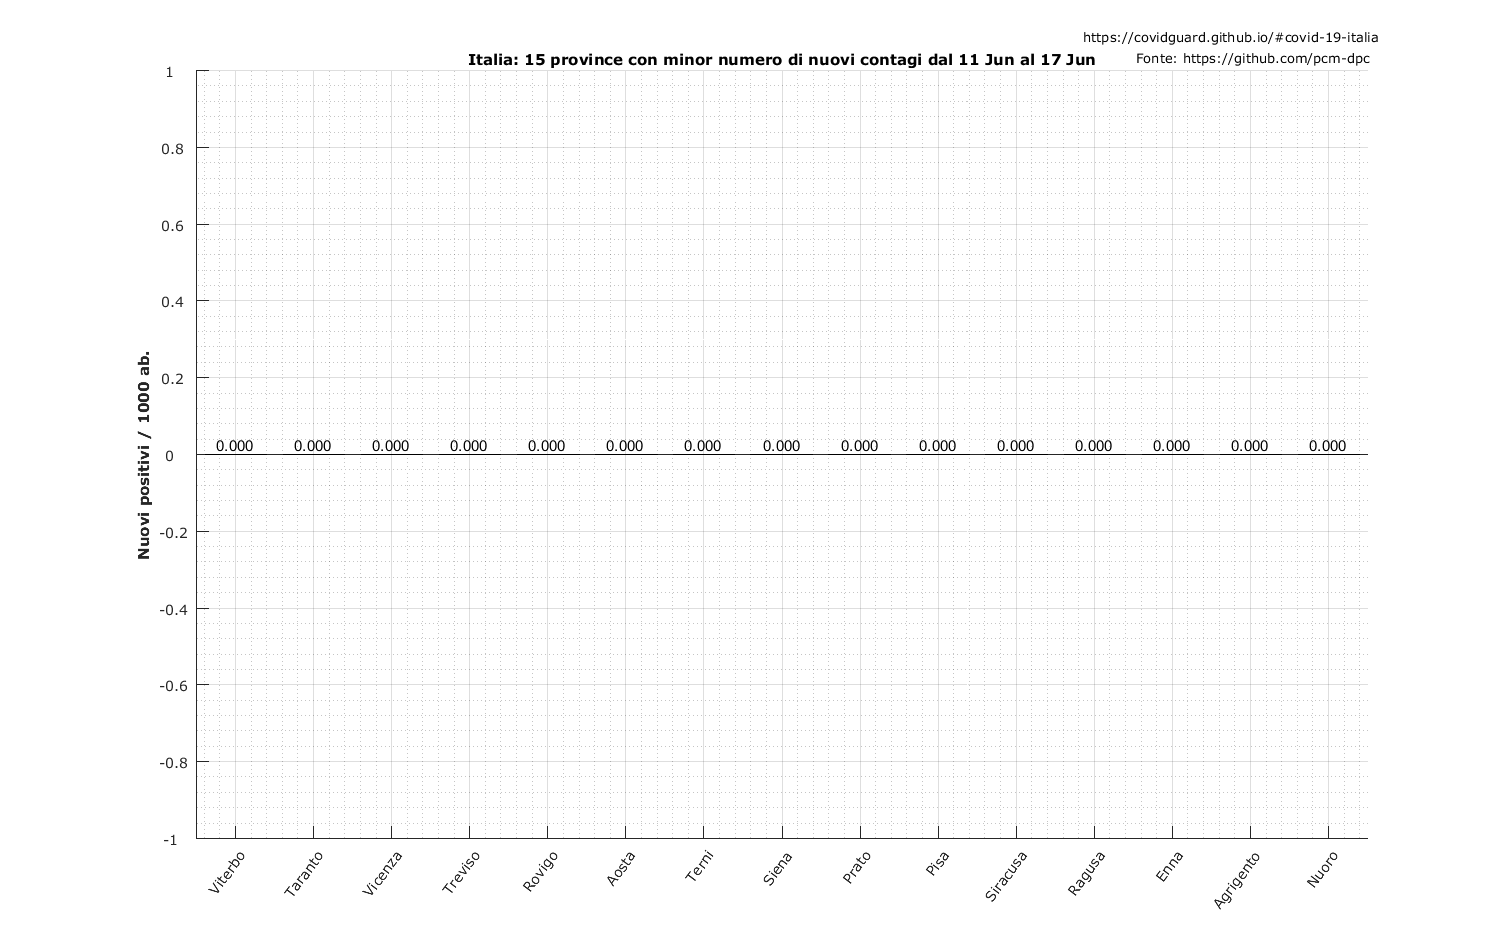 https://covidguard.github.io/#covid-19-italia
Italia: 15 province con minor numero di nuovi contagi dal 11 Jun al 17 Jun
Fonte: https://github.com/pcm-dpc
Nuovi positivi / 1000 ab.
1
0.8
0.6
0.4
0.2
0
-0.2
-0.4
-0.6
-0.8
-1
0.000 0.000 0.000 0.000 0.000 0.000 0.000 0.000 0.000 0.000 0.000 0.000 0.000 0.000 0.000
Viterbo Taranto Vicenza Treviso Rovigo Aosta Terni Siena Prato Pisa Siracusa Ragusa Enna Agrigento Nuoro